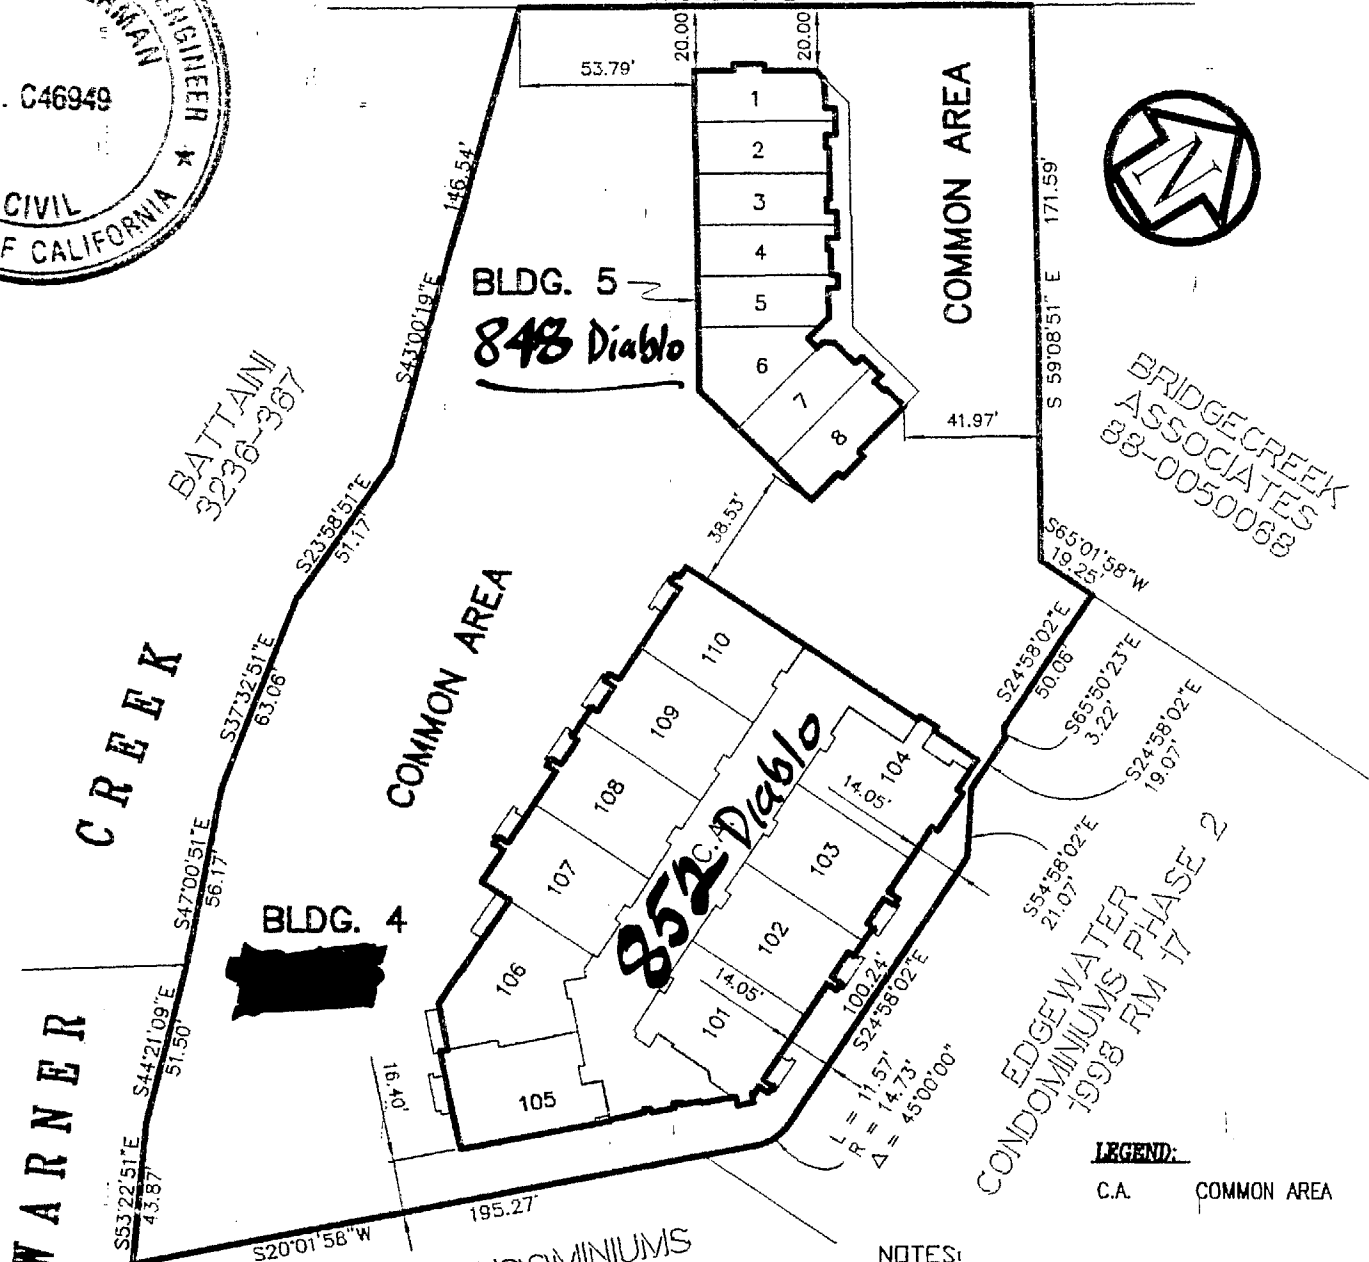 ENGINEER ★
. C46949
CIVIL
F CALIFORNIA
20.00
20.00
53.79'
146.54'
S43°00'19"E
BLDG. 5
848 Diablo
1
2
3
4
5
6
7
8
COMMON AREA
171.59'
S 59°08'51" E
N
41.97'
BATTAINI
3236-367
BRIDGECREEK
ASSOCIATES
88-0050068
S23°58'51"E
51.17'
38.53'
S65°01'58"W
19.25'
COMMON AREA
S24°58'02"E
50.06'
S65°50'23"E
3.22'
S24°58'02"E
19.07'
S37°32'51"E
63.06'
110
109
108
107
106
105
104
103
102
101
14.05'
14.05'
C.A.
852 Diablo
S54°58'02"E
21.07'
EDGEWATER
CONDOMINIUMS PHASE 2
1998 RM 17
S47°00'51"E
56.17'
BLDG. 4
WARNER CREEK
S44°21'09"E
51.50'
S53°22'51"E
43.87'
16.40'
100.24'
S24°58'02"E
L = 11.57'
R = 14.73'
Δ = 45°00'00"
195.27'
S20°01'58"W
LEGEND:
C.A. COMMON AREA
NOTES: